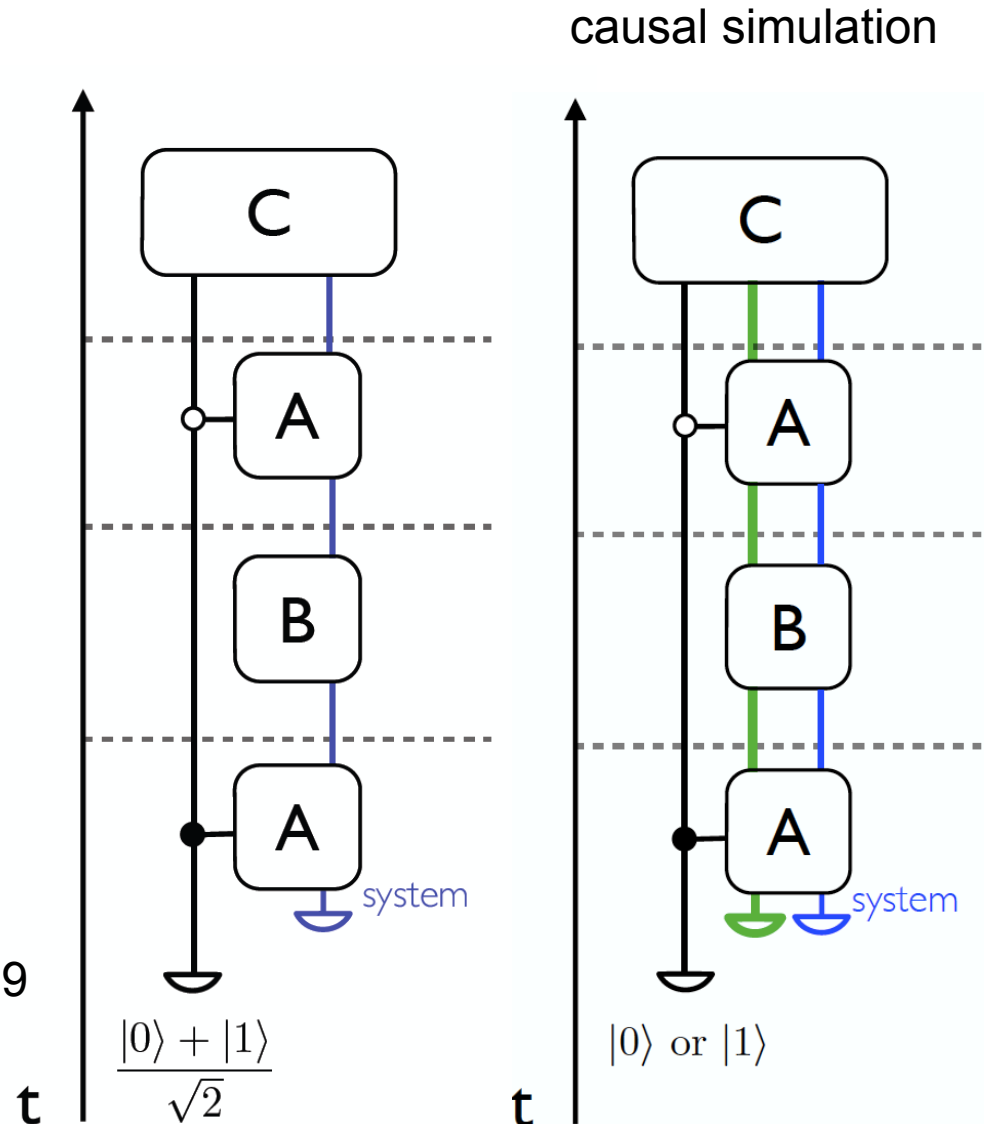 causal simulation
C
C
A
A
B
B
A
A
system
system
9
|0⟩ + |1⟩
√2
|0⟩ or |1⟩
t
t